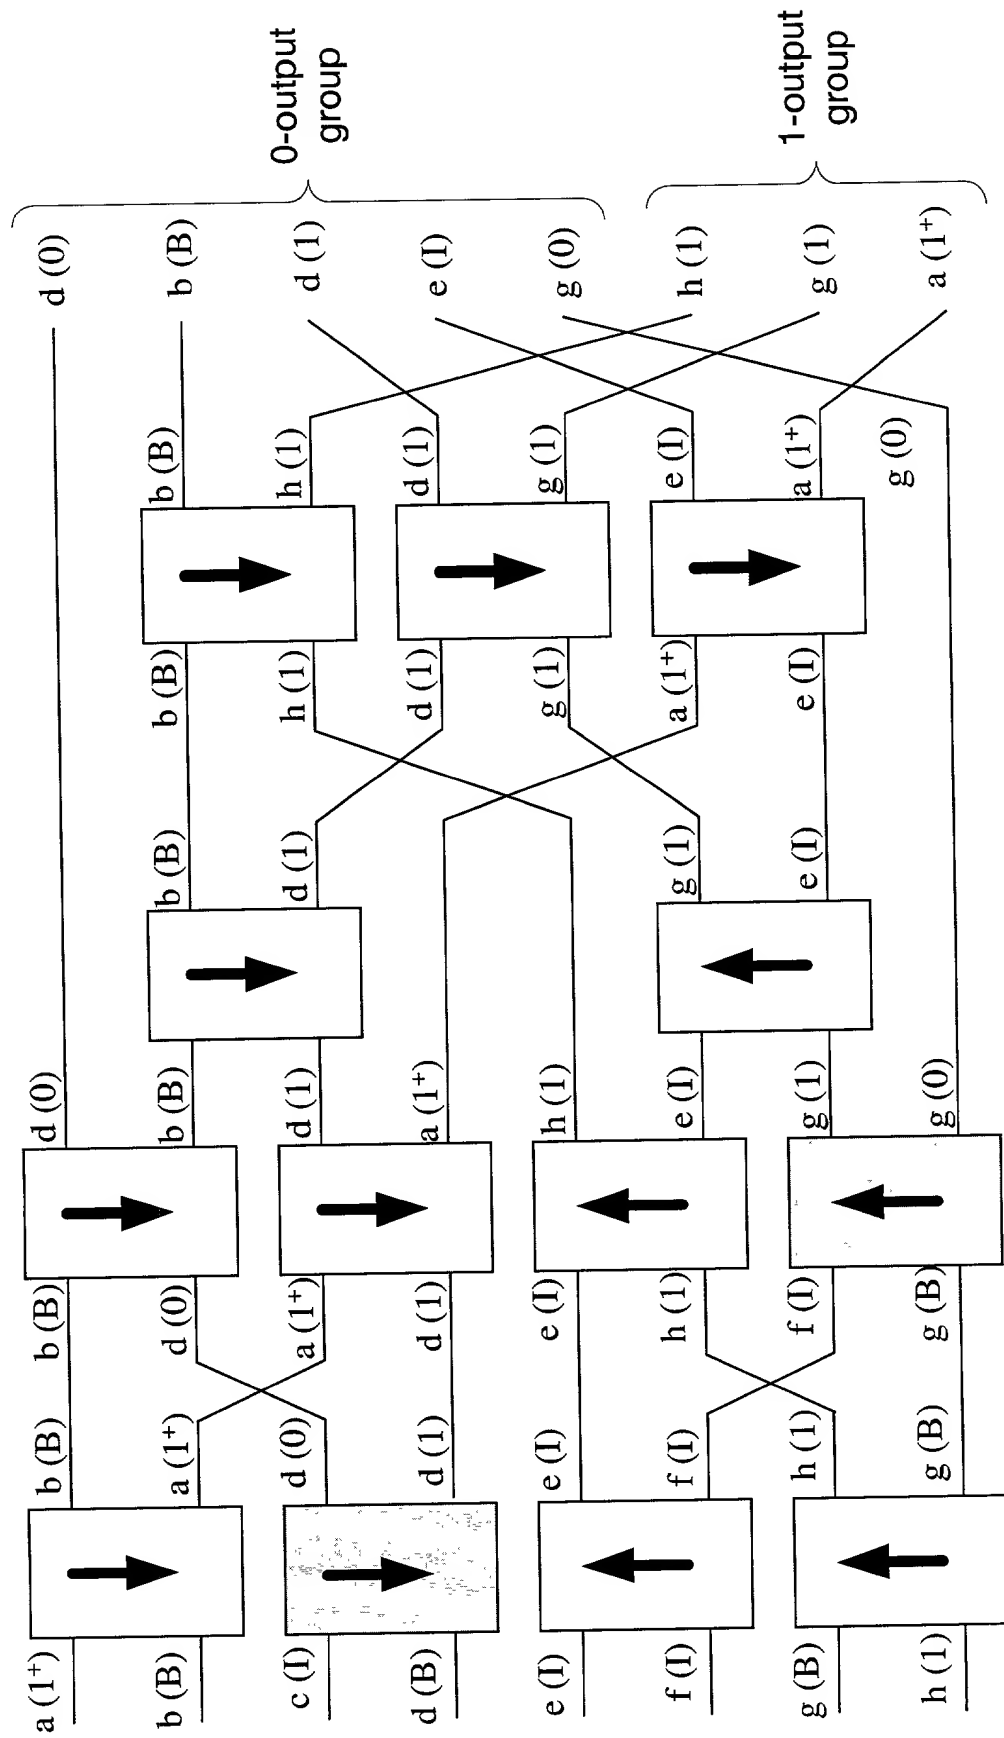 a (1⁺)
b (B)
c (I)
d (B)
e (I)
f (I)
g (B)
h (1)
b (B)
a (1⁺)
d (0)
d (1)
e (I)
f (I)
h (1)
g (B)
b (B)
d (0)
a (1⁺)
d (1)
e (I)
h (1)
f (I)
g (B)
d (0)
b (B)
d (1)
a (1⁺)
h (1)
e (I)
g (1)
g (0)
b (B)
d (1)
g (1)
e (I)
b (B)
h (1)
d (1)
g (1)
a (1⁺)
e (I)
b (B)
h (1)
d (1)
g (1)
e (I)
a (1⁺)
g (0)
d (0)
b (B)
d (1)
e (I)
g (0)
h (1)
g (1)
a (1⁺)
0-output
group
1-output
group